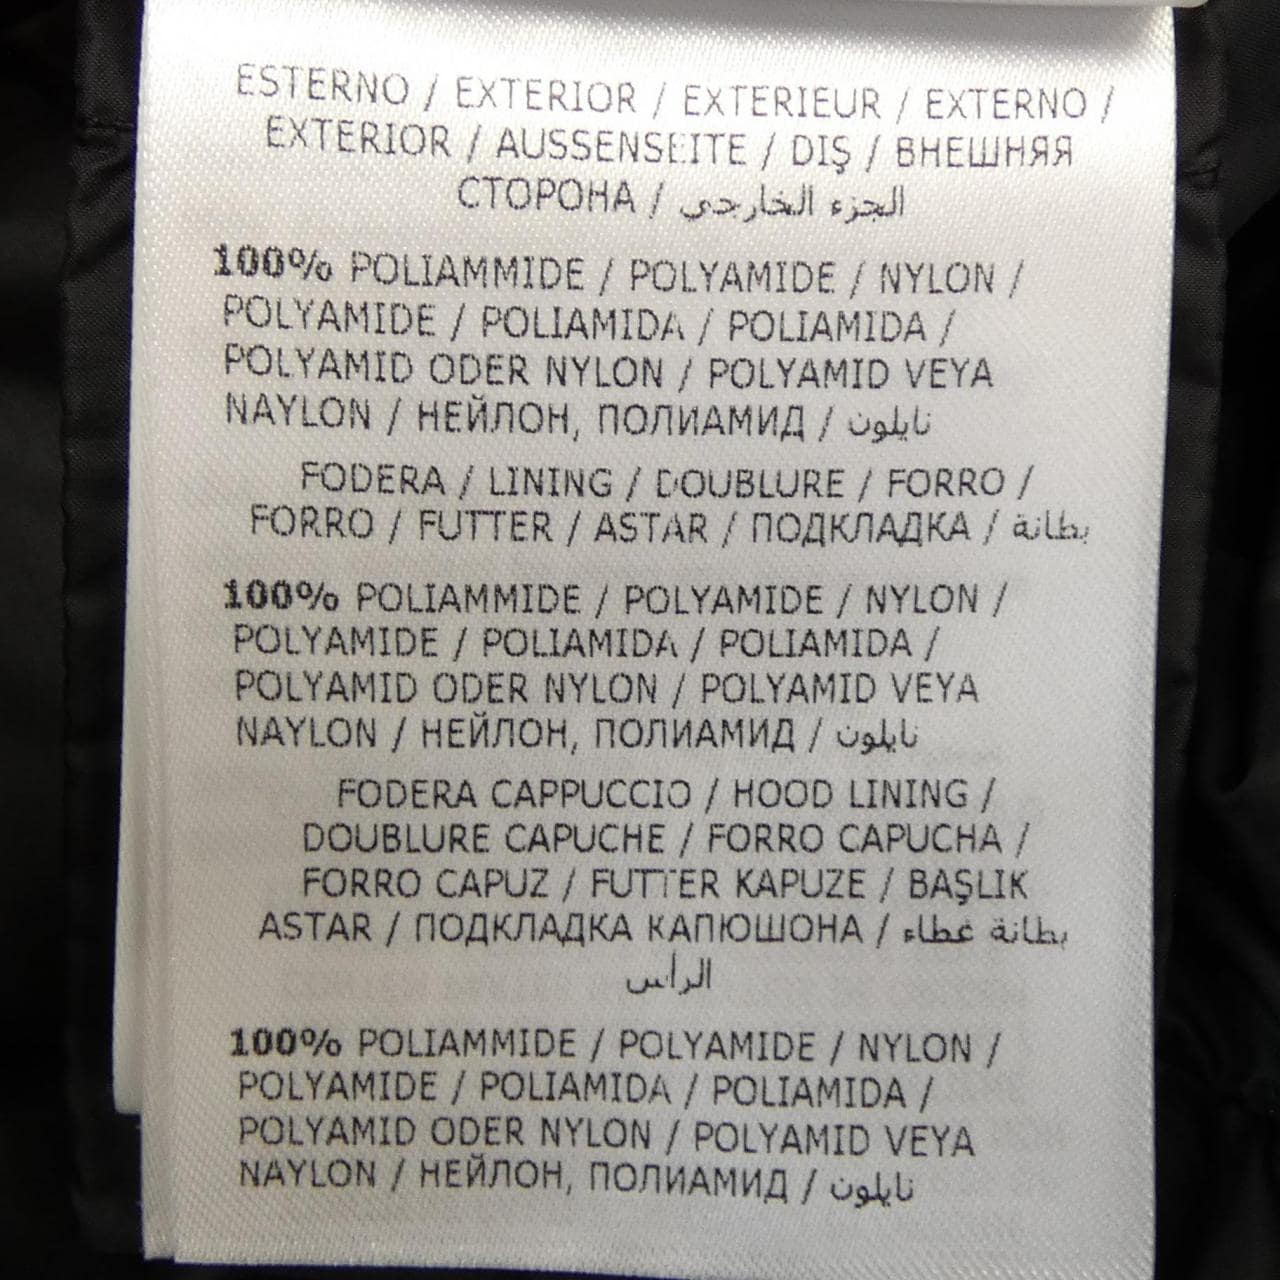 ESTERNO / EXTERIOR / EXTERIEUR / EXTERNO /
EXTERIOR / AUSSENSEITE / DIŞ / ВНЕШНЯЯ
СТОРОНА / الجزء الخارجي
100% POLIAMMIDE / POLYAMIDE / NYLON /
POLYAMIDE / POLIAMIDA / POLIAMIDA /
POLYAMID ODER NYLON / POLYAMID VEYA
NAYLON / НЕЙЛОН, ПОЛИАМИД / نايلون
FODERA / LINING / DOUBLURE / FORRO /
FORRO / FUTTER / ASTAR / ПОДКЛАДКА / بطانة
100% POLIAMMIDE / POLYAMIDE / NYLON /
POLYAMIDE / POLIAMIDA / POLIAMIDA /
POLYAMID ODER NYLON / POLYAMID VEYA
NAYLON / НЕЙЛОН, ПОЛИАМИД / نايلون
FODERA CAPPUCCIO / HOOD LINING /
DOUBLURE CAPUCHE / FORRO CAPUCHA /
FORRO CAPUZ / FUTTER KAPUZE / BAŞLIK
ASTAR / ПОДКЛАДКА КАПЮШОНА / بطانة غطاء
الرأس
100% POLIAMMIDE / POLYAMIDE / NYLON /
POLYAMIDE / POLIAMIDA / POLIAMIDA /
POLYAMID ODER NYLON / POLYAMID VEYA
NAYLON / НЕЙЛОН, ПОЛИАМИД / نايلون